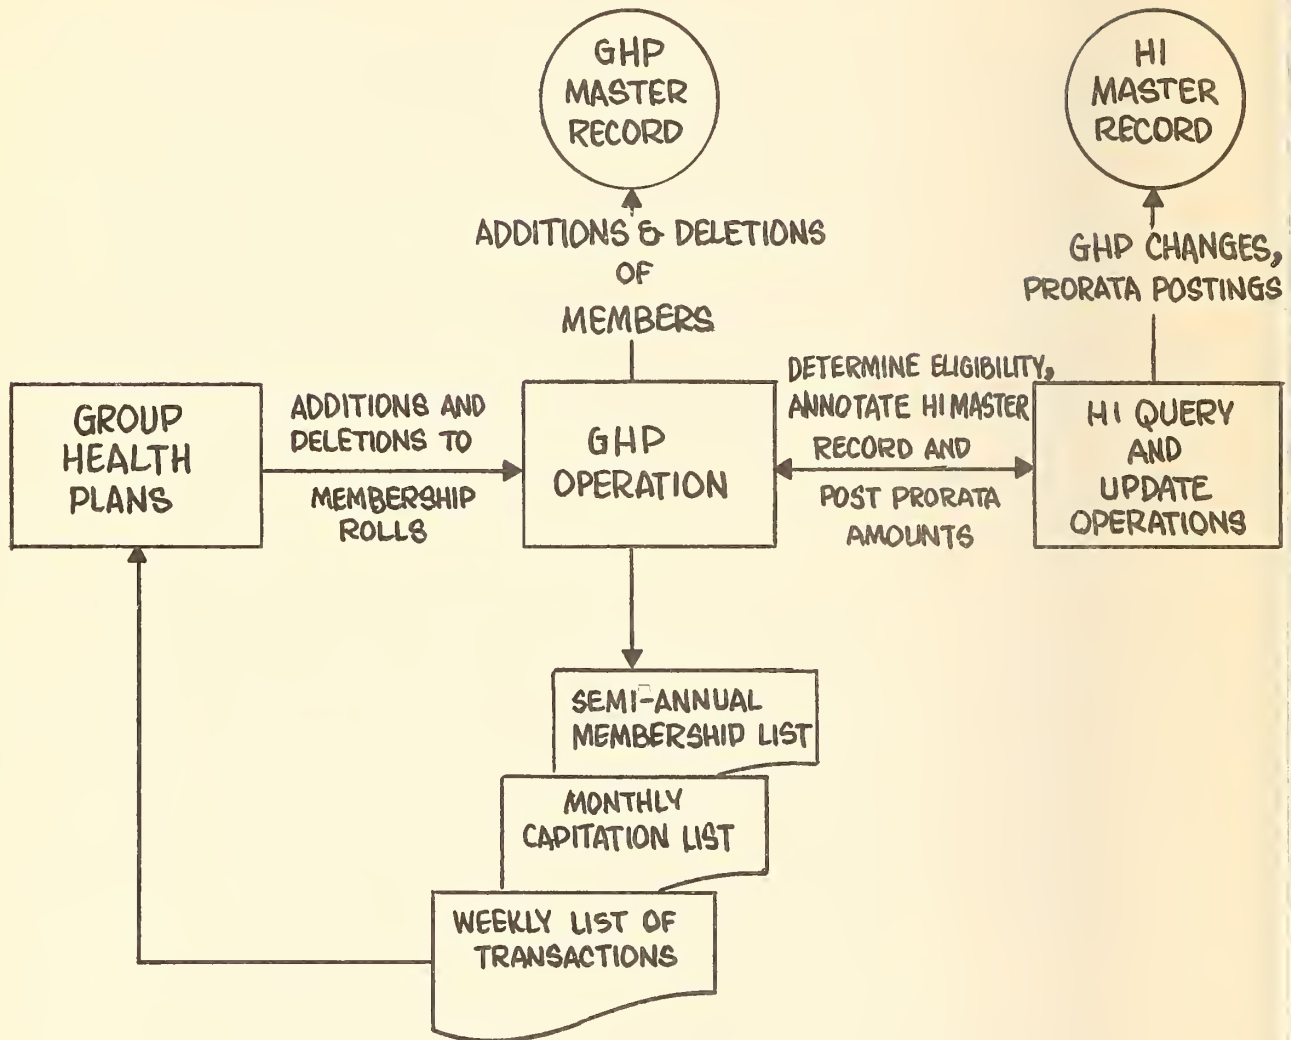 GHP
MASTER
RECORD
HI
MASTER
RECORD
ADDITIONS & DELETIONS
OF
MEMBERS
GHP CHANGES,
PRORATA POSTINGS
GROUP
HEALTH
PLANS
ADDITIONS AND
DELETIONS TO
MEMBERSHIP
ROLLS
GHP
OPERATION
DETERMINE ELIGIBILITY,
ANNOTATE HI MASTER
RECORD AND
POST PRORATA
AMOUNTS
HI QUERY
AND
UPDATE
OPERATIONS
SEMI-ANNUAL
MEMBERSHIP LIST
MONTHLY
CAPITATION LIST
WEEKLY LIST OF
TRANSACTIONS